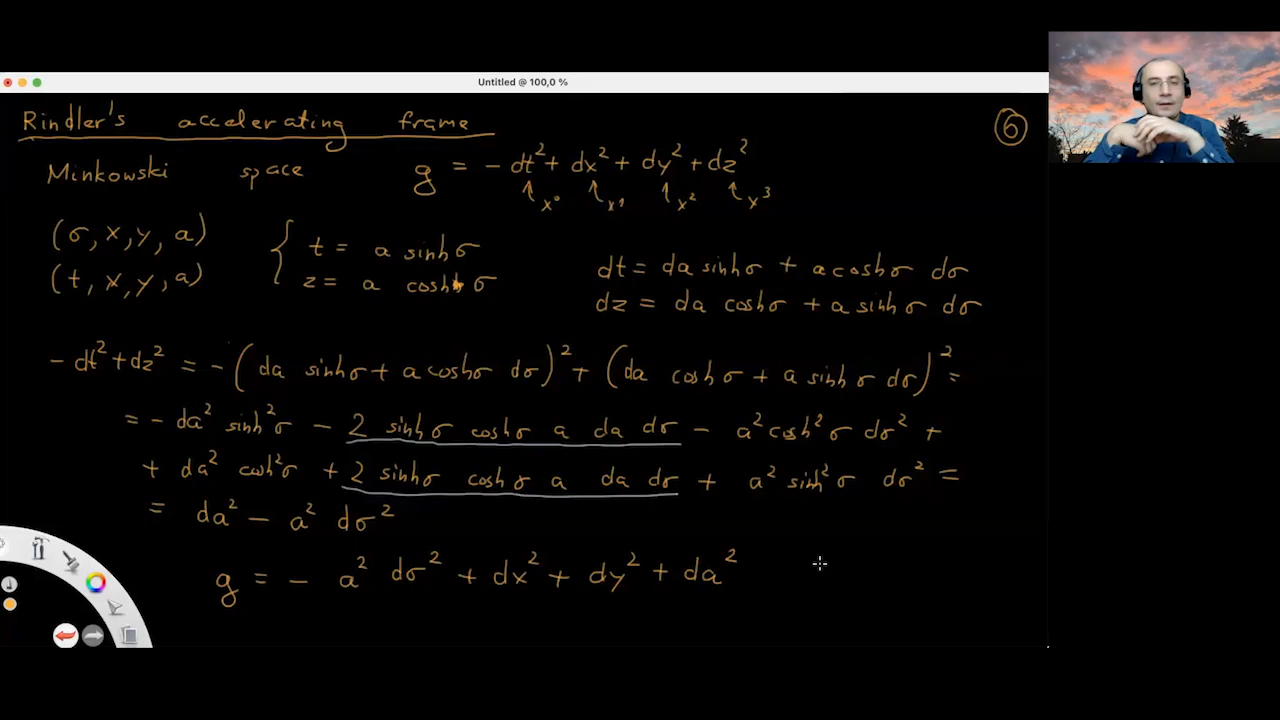 Untitled @ 100,0 %
Rindler's accelerating frame
⑥
Minkowski space g = - dt² + dx² + dy² + dz²
x⁰ x¹ x² x³
(σ, x, y, a) { t = a sinh σ
(t, x, y, a) z = a cosh σ
dt = da sinh σ + a cosh σ dσ
dz = da cosh σ + a sinh σ dσ
- dt² + dz² = - (da sinh σ + a cosh σ dσ)² + (da cosh σ + a sinh σ dσ)² =
= - da² sinh² σ - 2 sinh σ cosh σ a da dσ - a² cosh² σ dσ² +
+ da² cosh² σ + 2 sinh σ cosh σ a da dσ + a² sinh² σ dσ² =
= da² - a² dσ²
g = - a² dσ² + dx² + dy² + da²